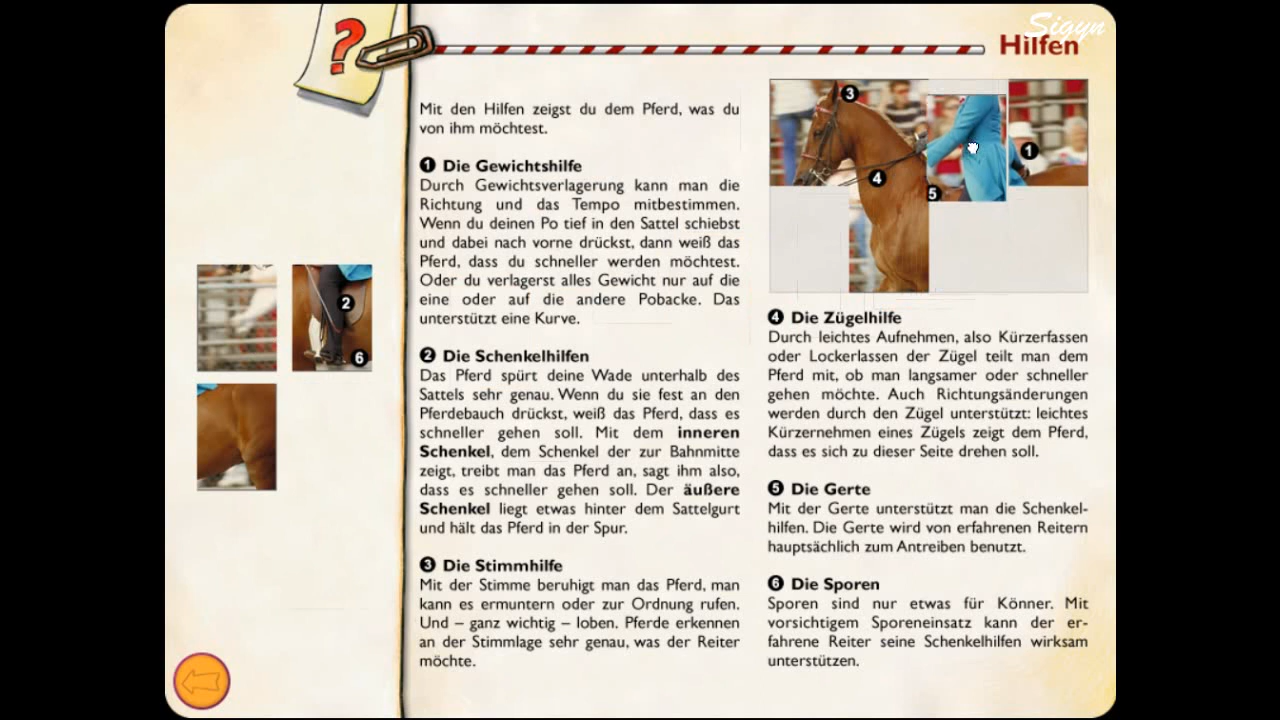 Sigyn
Hilfen
Mit den Hilfen zeigst du dem Pferd, was du
von ihm möchtest.
1 Die Gewichtshilfe
Durch Gewichtsverlagerung kann man die
Richtung und das Tempo mitbestimmen.
Wenn du deinen Po tief in den Sattel schiebst
und dabei nach vorne drückst, dann weiß das
Pferd, dass du schneller werden möchtest.
Oder du verlagerst alles Gewicht nur auf die
eine oder auf die andere Pobacke. Das
unterstützt eine Kurve.
2 Die Schenkelhilfen
Das Pferd spürt deine Wade unterhalb des
Sattels sehr genau. Wenn du sie fest an den
Pferdebauch drückst, weiß das Pferd, dass es
schneller gehen soll. Mit dem inneren
Schenkel, dem Schenkel der zur Bahnmitte
zeigt, treibt man das Pferd an, sagt ihm also,
dass es schneller gehen soll. Der äußere
Schenkel liegt etwas hinter dem Sattelgurt
und hält das Pferd in der Spur.
3 Die Stimmhilfe
Mit der Stimme beruhigt man das Pferd, man
kann es ermuntern oder zur Ordnung rufen.
Und – ganz wichtig – loben. Pferde erkennen
an der Stimmlage sehr genau, was der Reiter
möchte.
3
4
5
1
2
6
4 Die Zügelhilfe
Durch leichtes Aufnehmen, also Kürzerfassen
oder Lockerlassen der Zügel teilt man dem
Pferd mit, ob man langsamer oder schneller
gehen möchte. Auch Richtungsänderungen
werden durch den Zügel unterstützt: leichtes
Kürzernehmen eines Zügels zeigt dem Pferd,
dass es sich zu dieser Seite drehen soll.
5 Die Gerte
Mit der Gerte unterstützt man die Schenkel-
hilfen. Die Gerte wird von erfahrenen Reitern
hauptsächlich zum Antreiben benutzt.
6 Die Sporen
Sporen sind nur etwas für Könner. Mit
vorsichtigem Sporeneinsatz kann der er-
fahrene Reiter seine Schenkelhilfen wirksam
unterstützen.